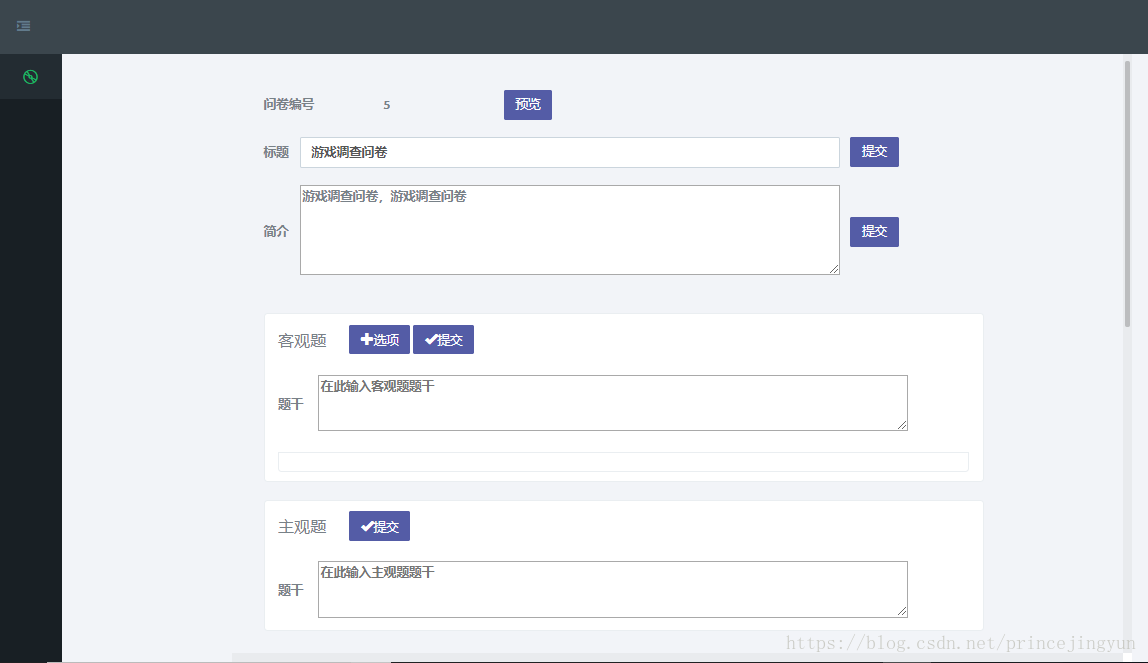 问卷编号 5 预览
标题 游戏调查问卷 提交
游戏调查问卷，游戏调查问卷
简介 提交
客观题 选项 提交
在此输入客观题题干
题干
主观题 提交
在此输入主观题题干
题干
https://blog.csdn.net/princejingyun